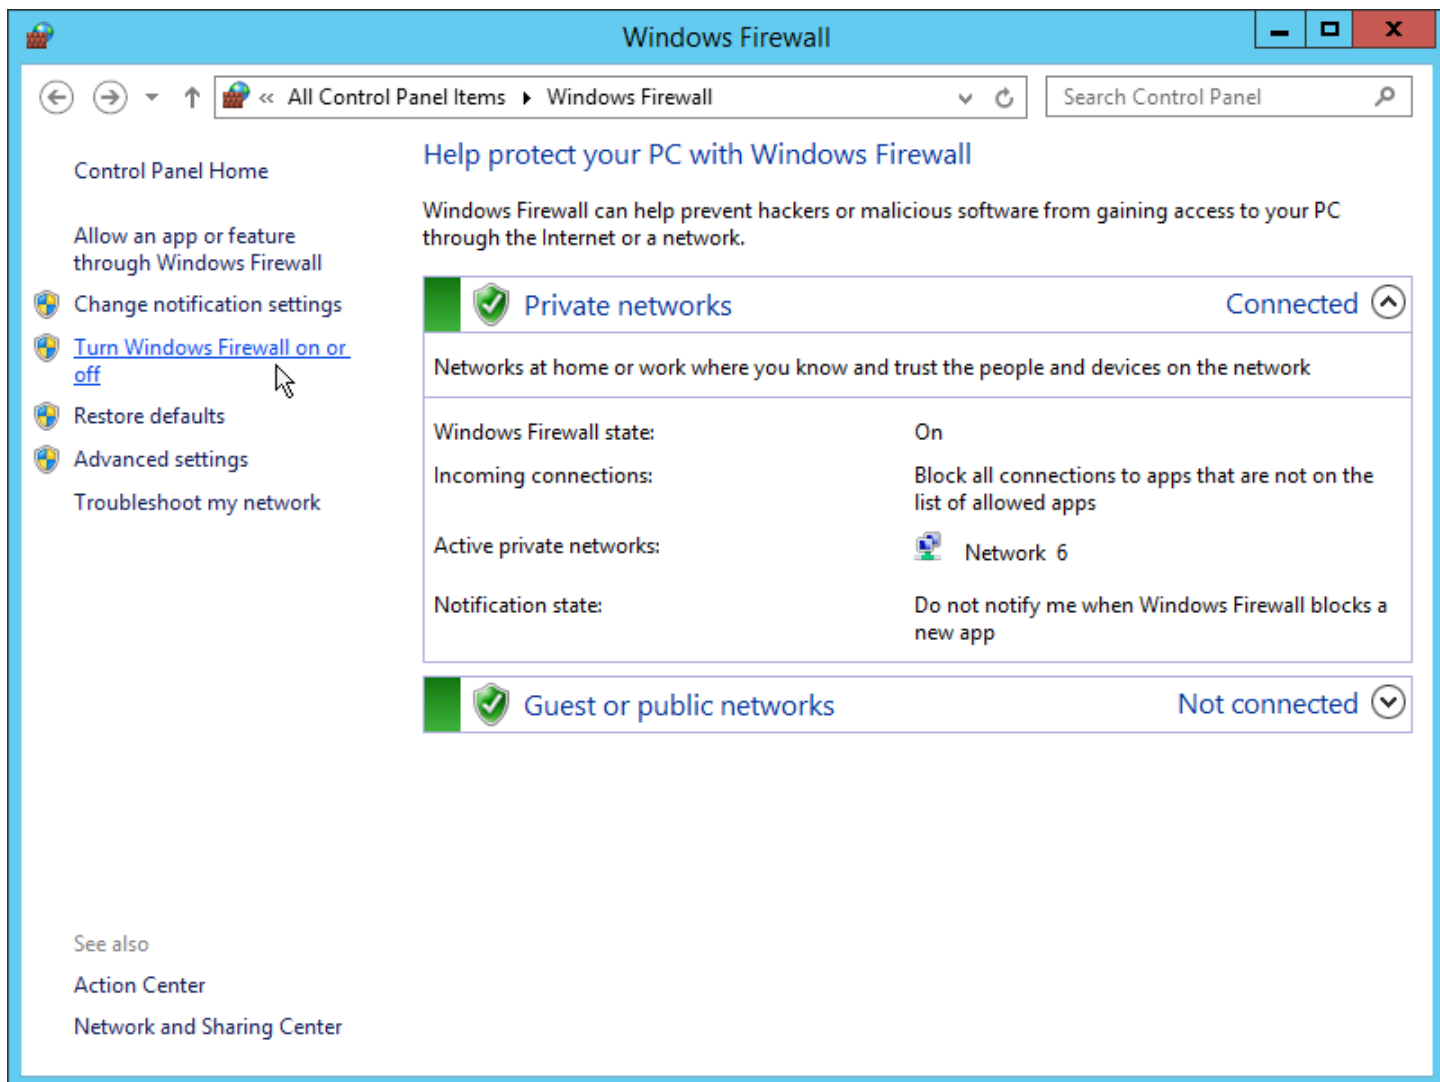 Windows Firewall
« All Control Panel Items Windows Firewall
Search Control Panel
Control Panel Home
Allow an app or feature
through Windows Firewall
Change notification settings
Turn Windows Firewall on or
off
Restore defaults
Advanced settings
Troubleshoot my network
See also
Action Center
Network and Sharing Center
Help protect your PC with Windows Firewall
Windows Firewall can help prevent hackers or malicious software from gaining access to your PC
through the Internet or a network.
Private networks Connected
Networks at home or work where you know and trust the people and devices on the network
Windows Firewall state: On
Incoming connections: Block all connections to apps that are not on the
list of allowed apps
Active private networks: Network 6
Notification state: Do not notify me when Windows Firewall blocks a
new app
Guest or public networks Not connected